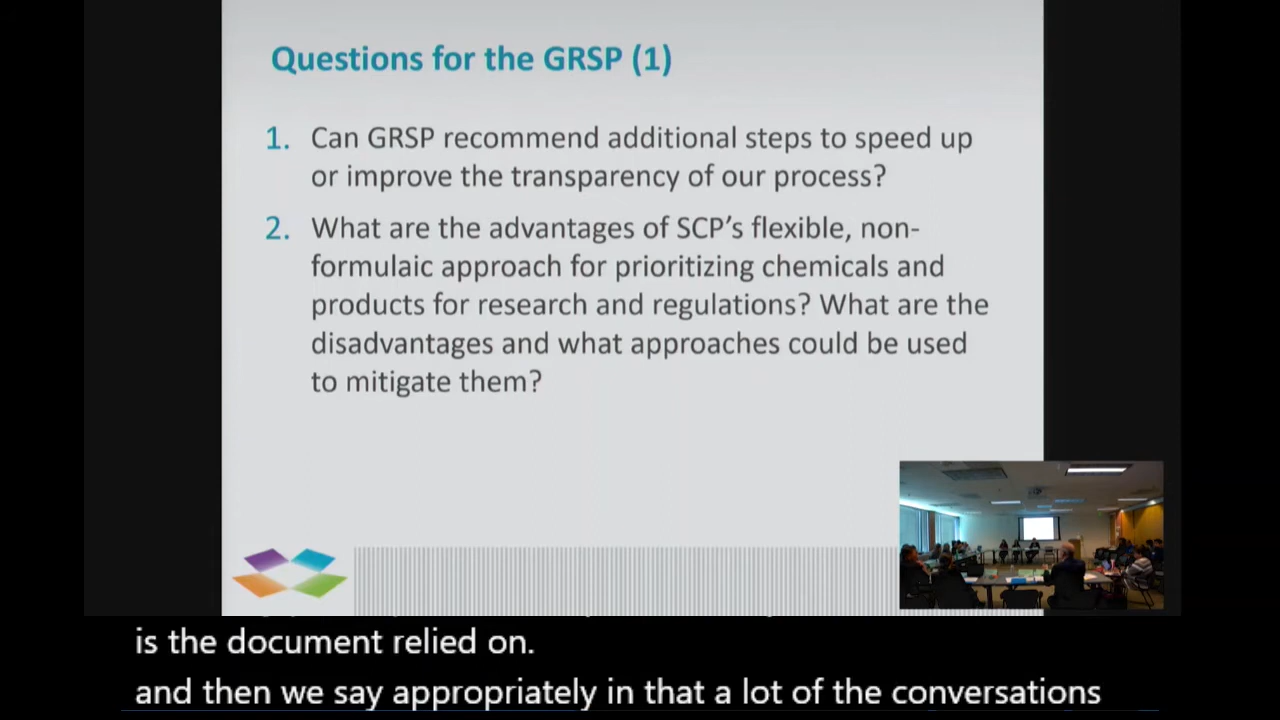 Questions for the GRSP (1)
1. Can GRSP recommend additional steps to speed up
or improve the transparency of our process?
2. What are the advantages of SCP's flexible, non-
formulaic approach for prioritizing chemicals and
products for research and regulations? What are the
disadvantages and what approaches could be used
to mitigate them?
is the document relied on.
and then we say appropriately in that a lot of the conversations